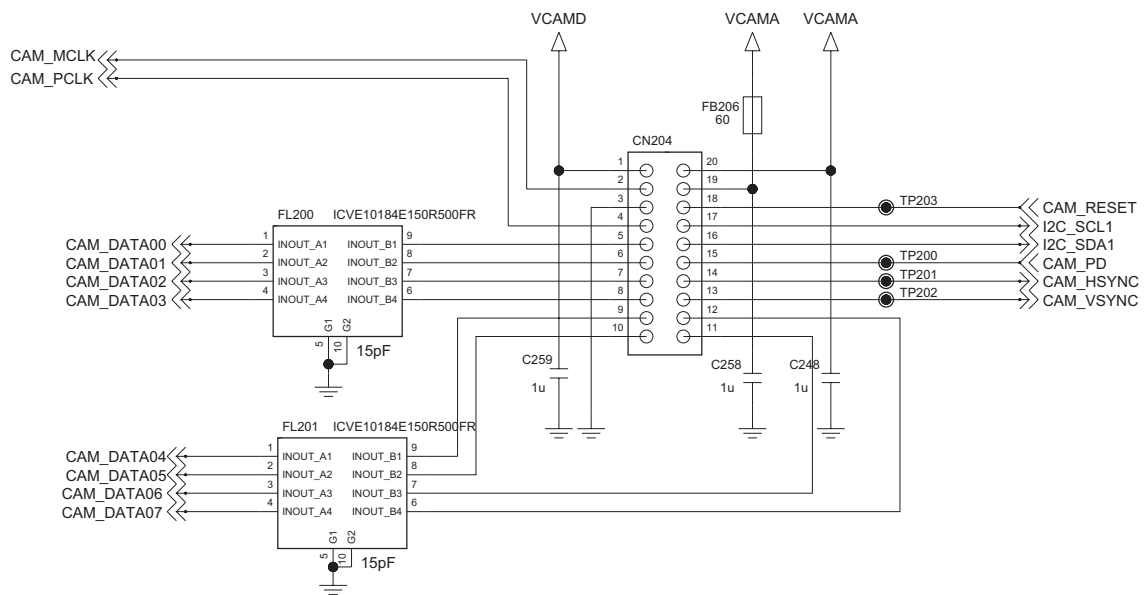 VCAMD VCAMA VCAMA
CAM_MCLK
CAM_PCLK
FB206
60
CN204
1 20
2 19
3 18 TP203 CAM_RESET
4 17 I2C_SCL1
5 16 I2C_SDA1
6 15 TP200 CAM_PD
7 14 TP201 CAM_HSYNC
8 13 TP202 CAM_VSYNC
9 12
10 11
FL200 ICVE10184E150R500FR
CAM_DATA00 1 INOUT_A1 INOUT_B1 9
CAM_DATA01 2 INOUT_A2 INOUT_B2 8
CAM_DATA02 3 INOUT_A3 INOUT_B3 7
CAM_DATA03 4 INOUT_A4 INOUT_B4 6
G1 G2
5 10
15pF
C259
1u
C258
1u
C248
1u
FL201 ICVE10184E150R500FR
CAM_DATA04 1 INOUT_A1 INOUT_B1 9
CAM_DATA05 2 INOUT_A2 INOUT_B2 8
CAM_DATA06 3 INOUT_A3 INOUT_B3 7
CAM_DATA07 4 INOUT_A4 INOUT_B4 6
G1 G2
5 10
15pF